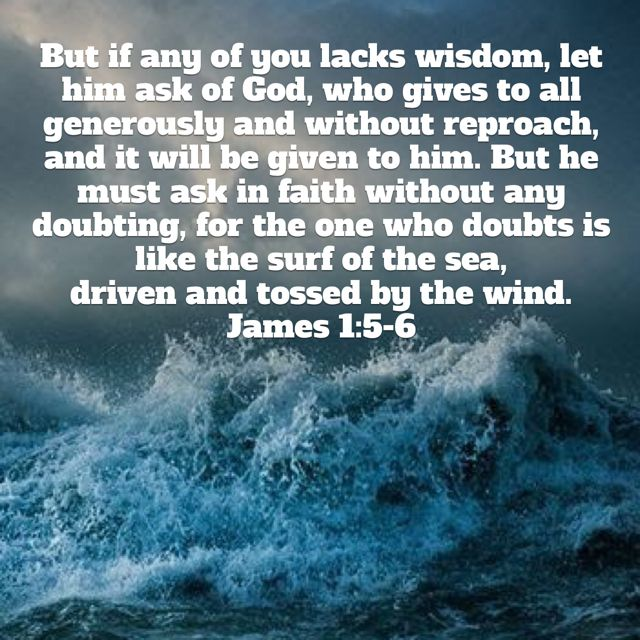 But if any of you lacks wisdom, let
him ask of God, who gives to all
generously and without reproach,
and it will be given to him. But he
must ask in faith without any
doubting, for the one who doubts is
like the surf of the sea,
driven and tossed by the wind.
James 1:5-6